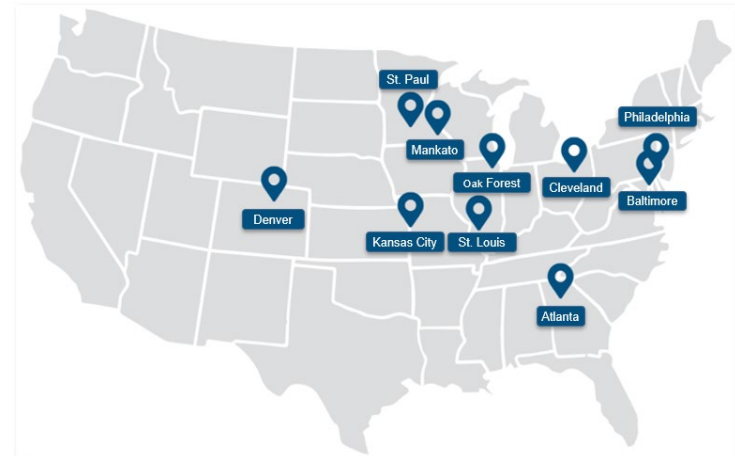 St. Paul
Philadelphia
Mankato
Oak Forest
Cleveland
Baltimore
Denver
Kansas City
St. Louis
Atlanta